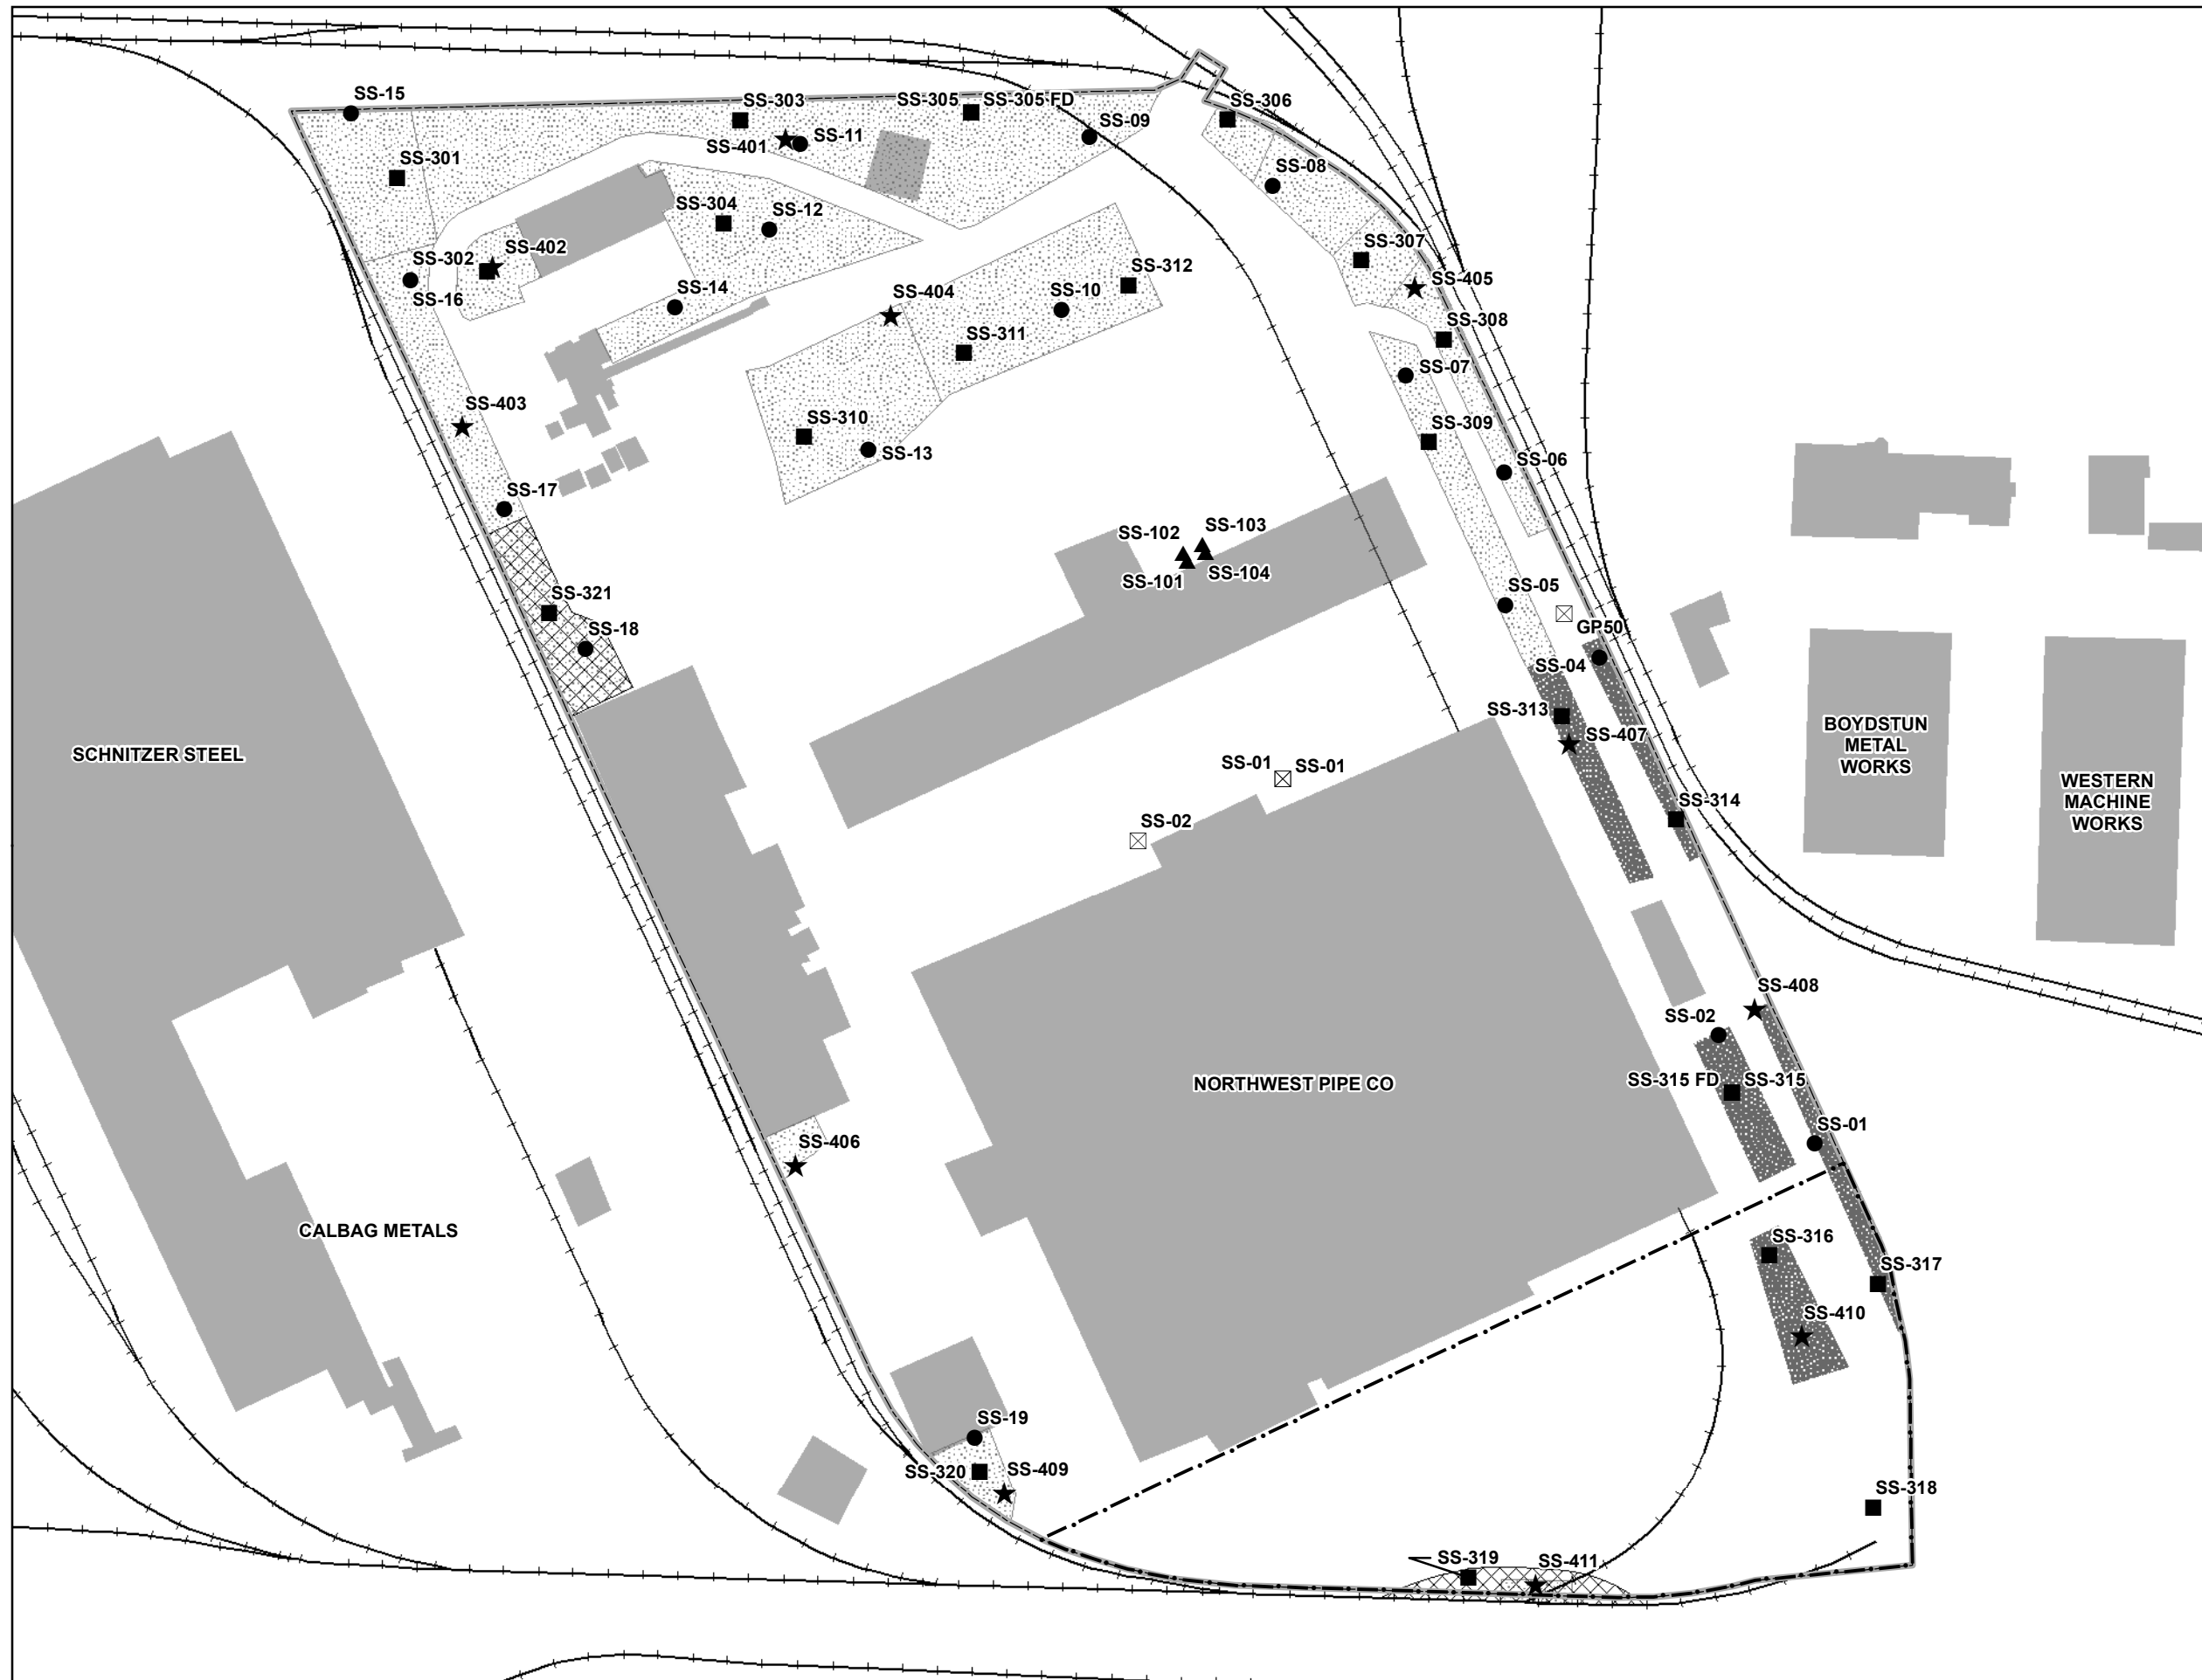 SS-15
SS-303
SS-305
SS-305 FD
SS-306
SS-09
SS-11
SS-401
SS-301
SS-08
SS-304
SS-12
SS-307
SS-402
SS-302
SS-312
SS-405
SS-14
SS-404
SS-10
SS-16
SS-308
SS-311
SS-07
SS-403
SS-310
SS-309
SS-13
SS-06
SS-17
SS-103
SS-102
SS-104
SS-101
SS-05
SS-321
GP50
SS-18
SS-04
SS-313
SS-407
BOYDSTUN
METAL
WORKS
SCHNITZER STEEL
SS-01
SS-01
WESTERN
MACHINE
WORKS
SS-314
SS-02
SS-408
SS-02
SS-315 FD
SS-315
NORTHWEST PIPE CO
SS-01
SS-406
CALBAG METALS
SS-316
SS-317
SS-410
SS-19
SS-320
SS-409
SS-318
SS-319
SS-411